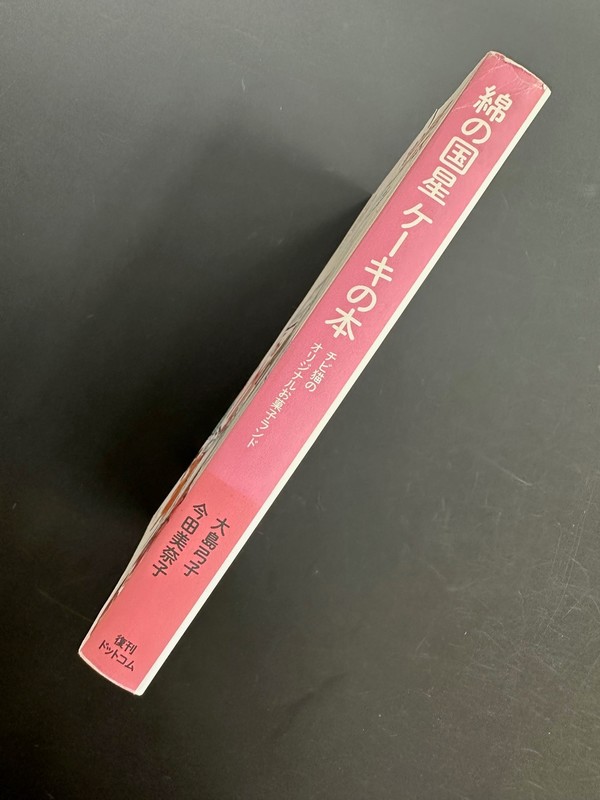 綿の国星 ケーキの本
チビ猫の
オリジナルお菓子ランド
大島弓子
今田美奈子
復刊
ドットコム